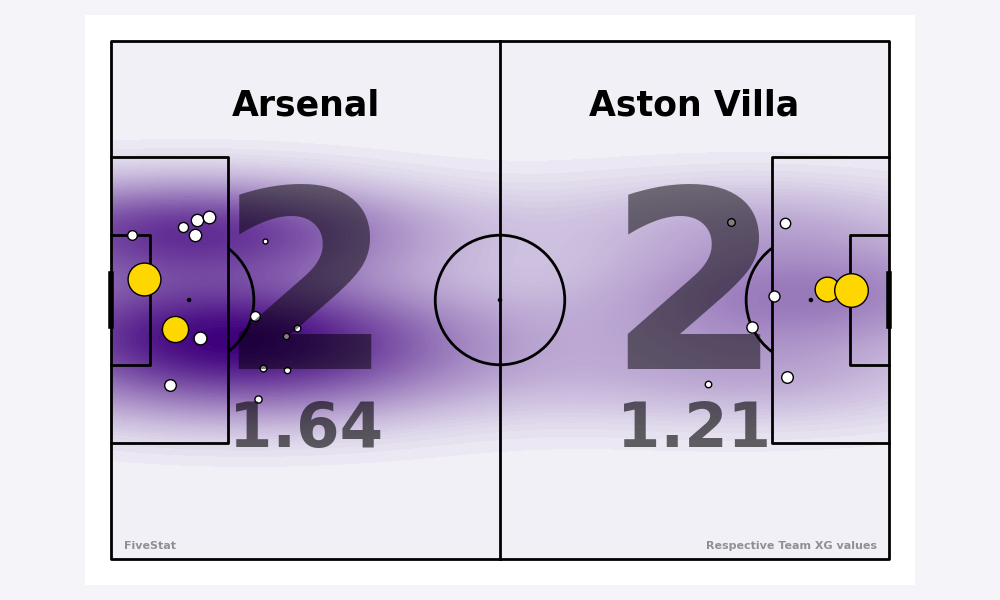 Arsenal
Aston Villa
2
2
1.64
1.21
FiveStat
Respective Team XG values